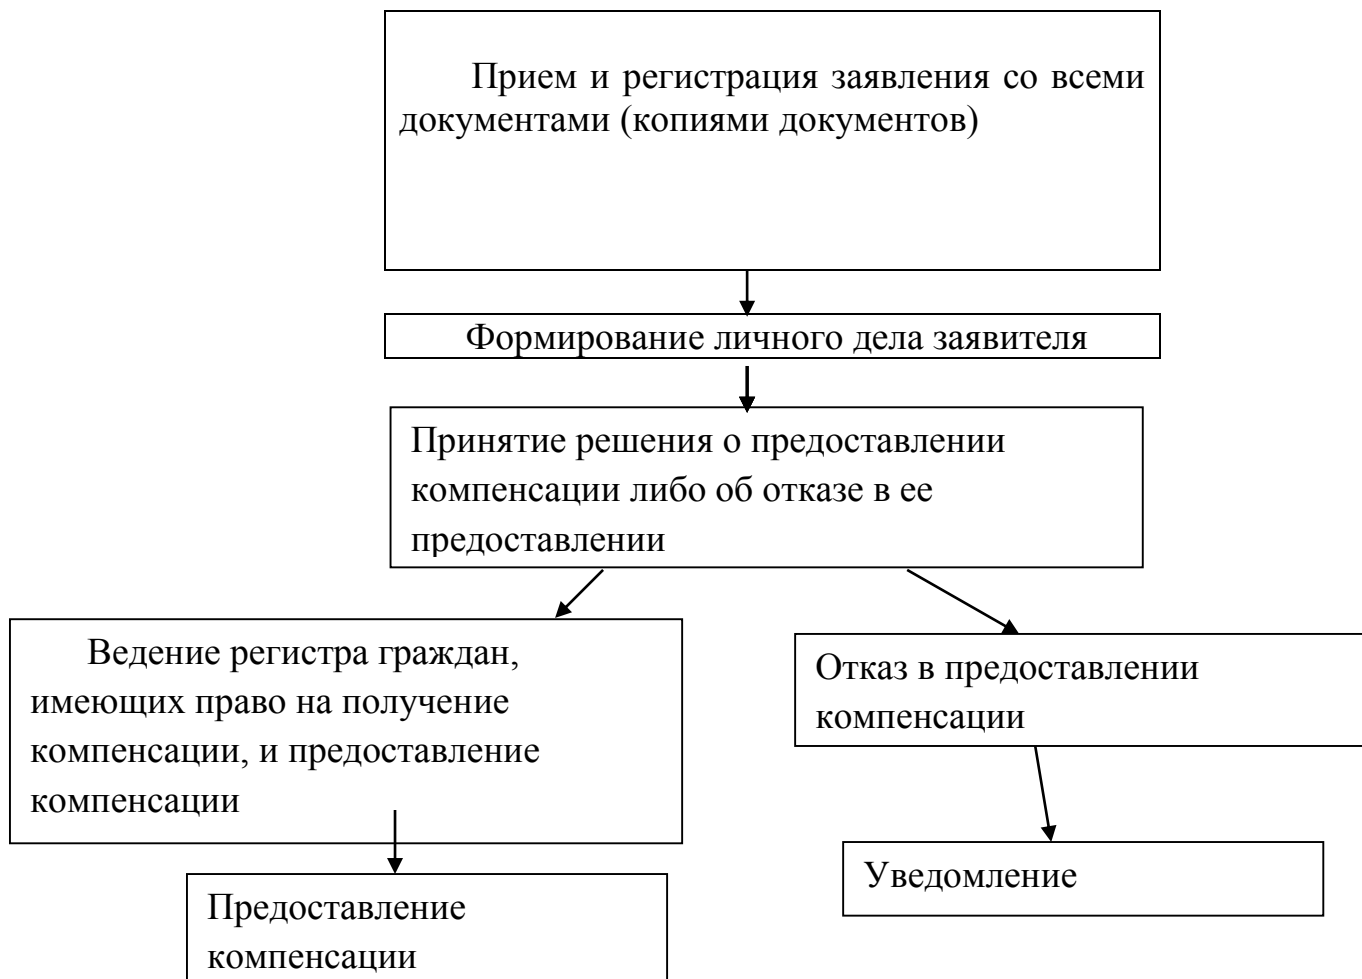 Прием и регистрация заявления со всеми
документами (копиями документов)
Формирование личного дела заявителя
Принятие решения о предоставлении
компенсации либо об отказе в ее
предоставлении
Ведение регистра граждан,
имеющих право на получение
компенсации, и предоставление
компенсации
Отказ в предоставлении
компенсации
Уведомление
Предоставление
компенсации